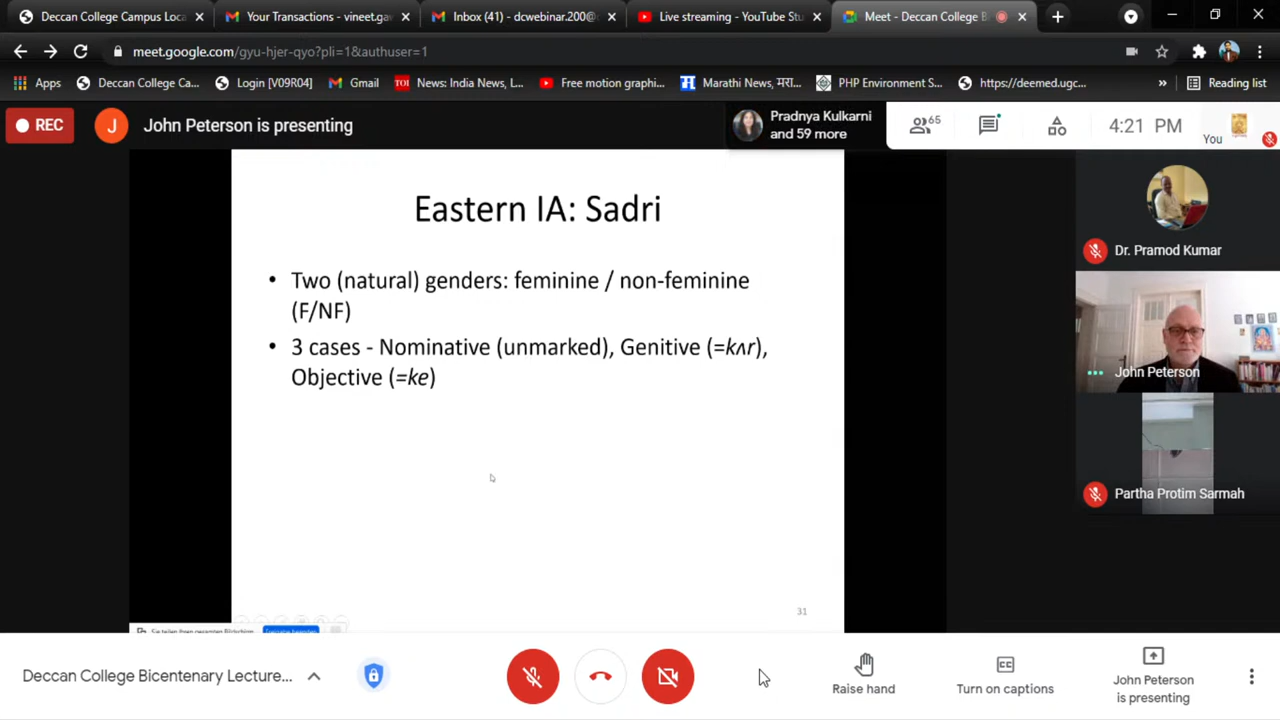 Deccan College Campus Loca
Your Transactions - vineet.ga
Inbox (41) - dcwebinar.200@
Live streaming - YouTube Stu
Meet - Deccan College B
meet.google.com/gyu-hjer-qyo?pli=1&authuser=1
Apps
Deccan College Ca...
Login [V09R04]
Gmail
TOI
News: India News, L...
Free motion graphi...
Marathi News, मरा...
PHP Environment S...
https://deemed.ugc...
»
Reading list
REC
J
John Peterson is presenting
Pradnya Kulkarni
and 59 more
65
4:21 PM
You
Eastern IA: Sadri
• Two (natural) genders: feminine / non-feminine
(F/NF)
• 3 cases - Nominative (unmarked), Genitive (=kʌr),
Objective (=ke)
31
Dr. Pramod Kumar
John Peterson
Partha Protim Sarmah
Deccan College Bicentenary Lecture...
Raise hand
Turn on captions
John Peterson
is presenting